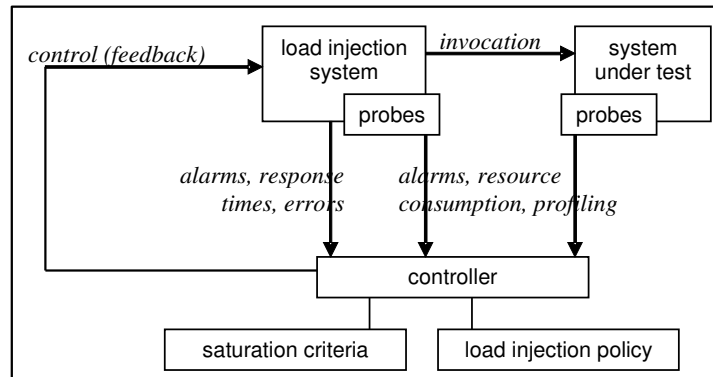 control (feedback)
load injection
system
invocation
system
under test
probes
probes
alarms, response
times, errors
alarms, resource
consumption, profiling
controller
saturation criteria
load injection policy